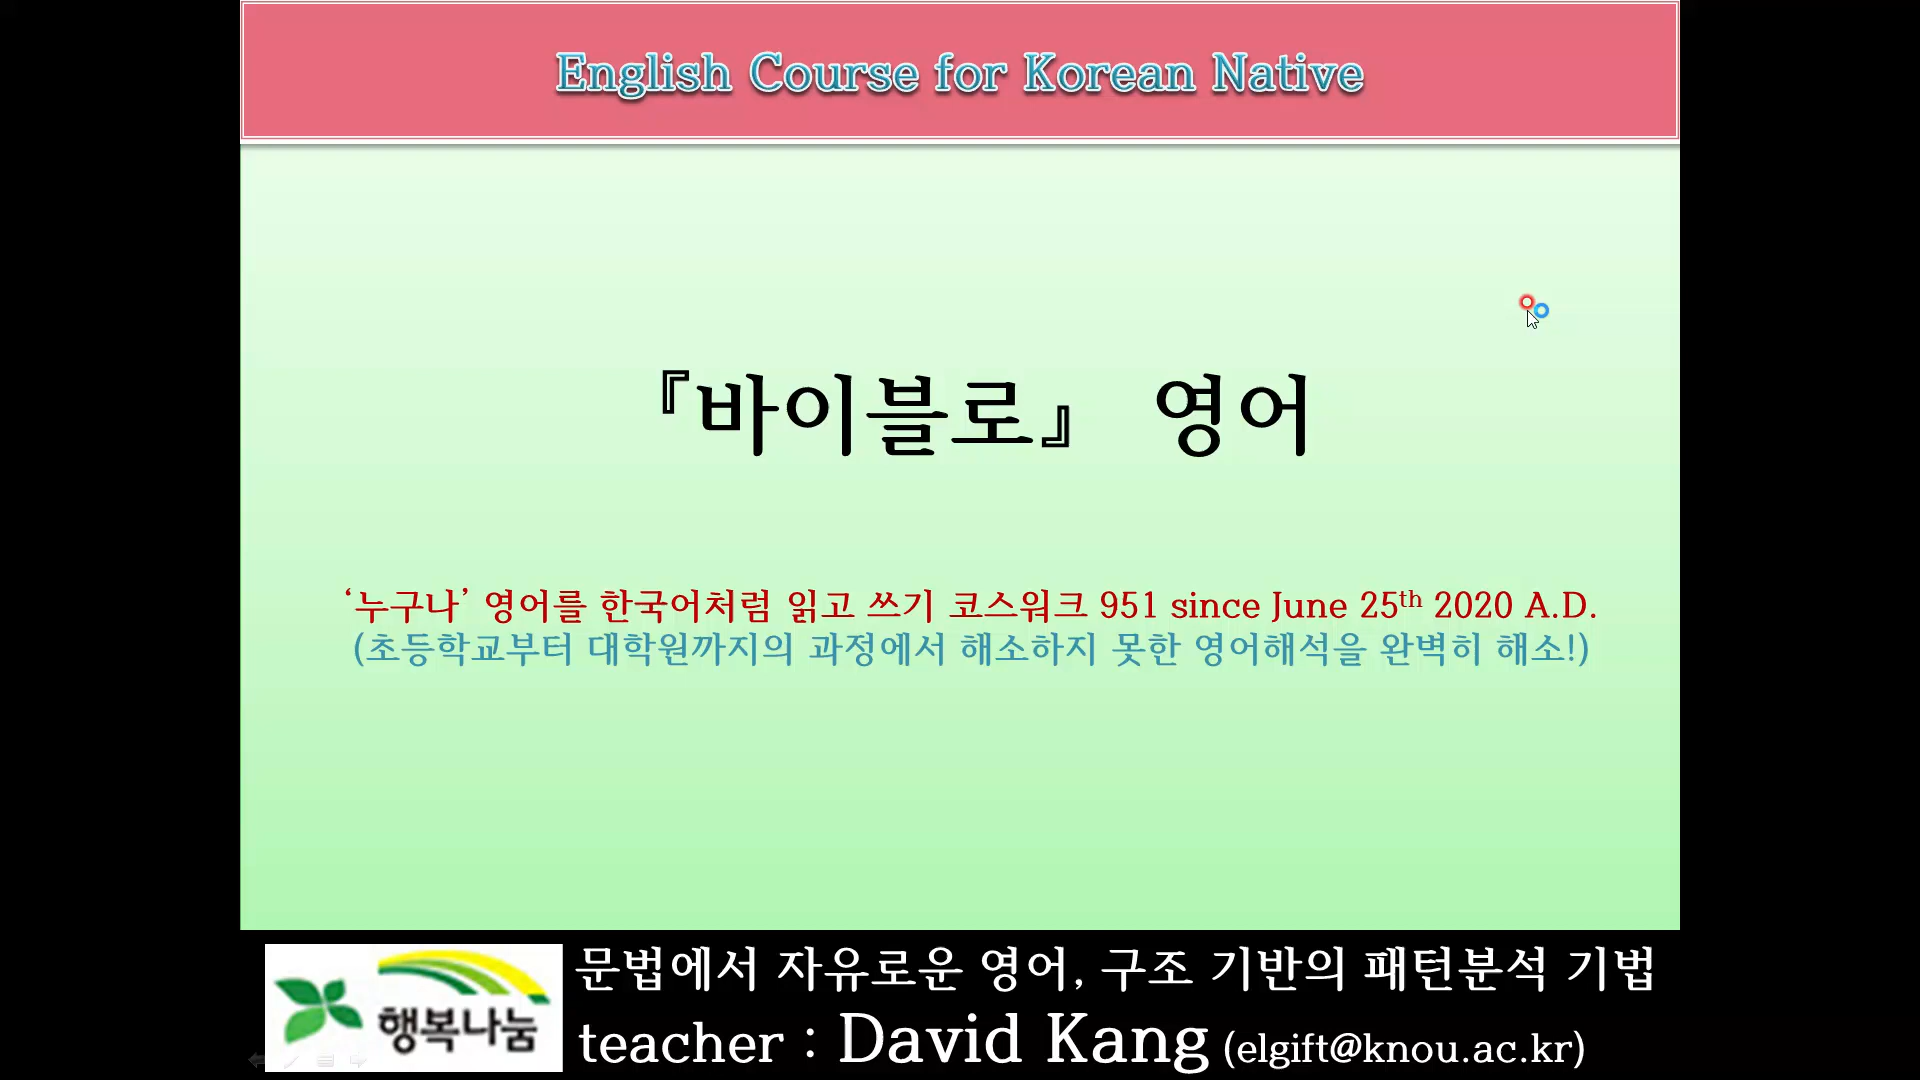 English Course for Korean Native
『바이블로』 영어
‘누구나’ 영어를 한국어처럼 읽고 쓰기 코스워크 951 since June 25th 2020 A.D.
(초등학교부터 대학원까지의 과정에서 해소하지 못한 영어해석을 완벽히 해소!)
행복나눔
문법에서 자유로운 영어, 구조 기반의 패턴분석 기법
teacher : David Kang (elgift@knou.ac.kr)